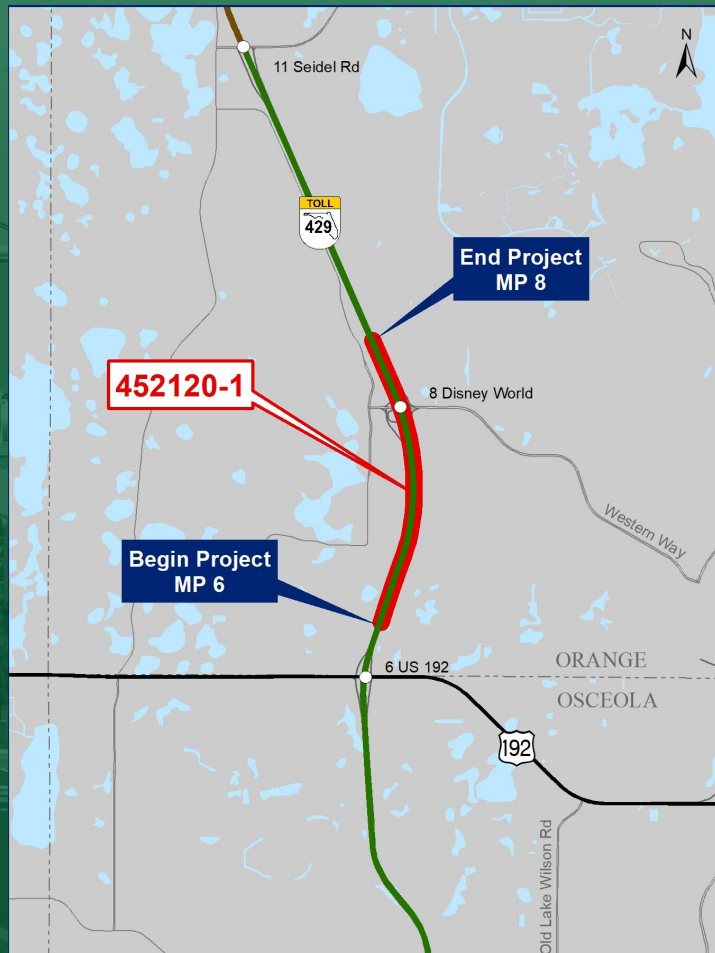 N
11 Seidel Rd
TOLL
429
End Project
MP 8
452120-1
8 Disney World
Western Way
Begin Project
MP 6
6 US 192
ORANGE
OSCEOLA
192
Old Lake Wilson Rd